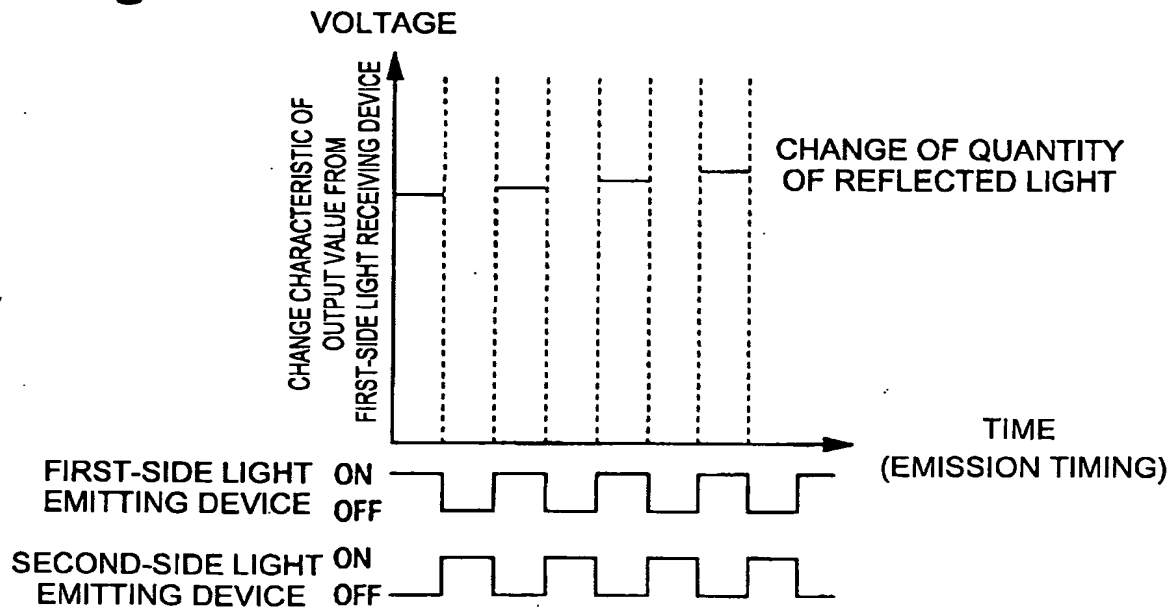 VOLTAGE
CHANGE CHARACTERISTIC OF
OUTPUT VALUE FROM
FIRST-SIDE LIGHT RECEIVING DEVICE
CHANGE OF QUANTITY
OF REFLECTED LIGHT
TIME
(EMISSION TIMING)
FIRST-SIDE LIGHT ON
EMITTING DEVICE OFF
SECOND-SIDE LIGHT ON
EMITTING DEVICE OFF